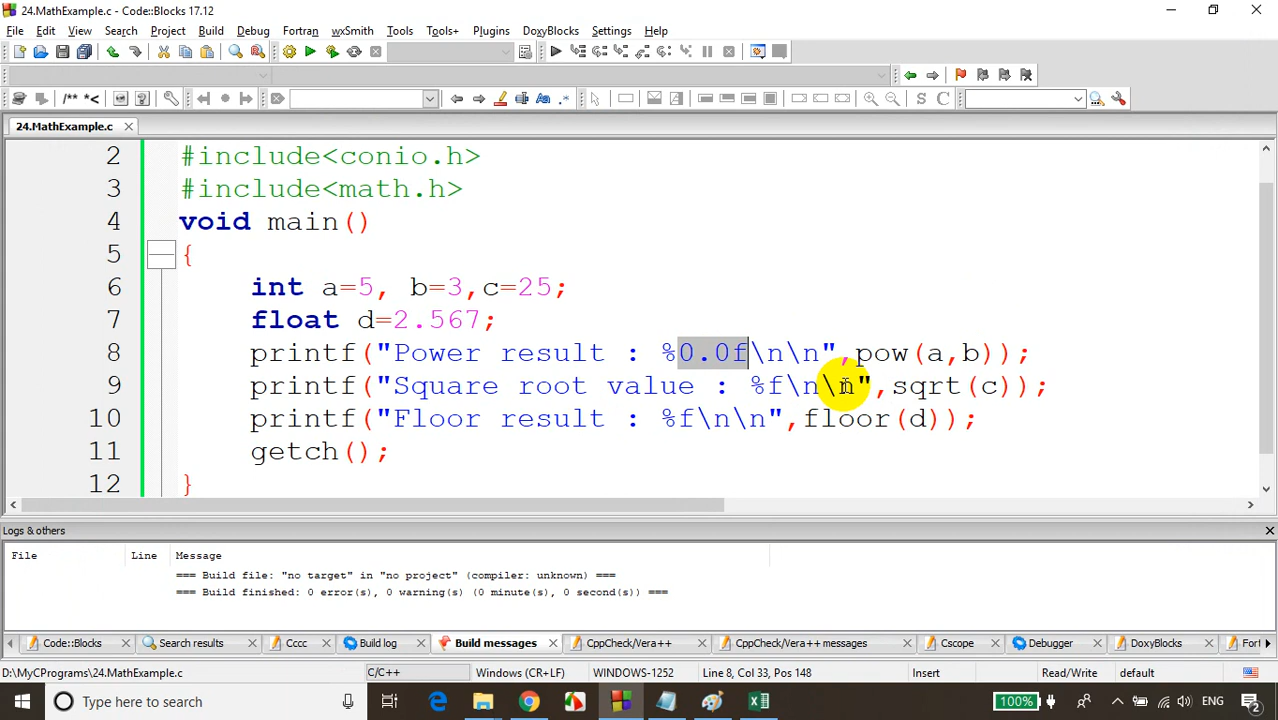 24.MathExample.c - Code::Blocks 17.12
File Edit View Search Project Build Debug Fortran wxSmith Tools Tools+ Plugins DoxyBlocks Settings Help
/** *<
S C
24.MathExample.c
2 #include<conio.h>
3 #include<math.h>
4 void main()
5 {
6 int a=5, b=3,c=25;
7 float d=2.567;
8 printf("Power result : %0.0f\n\n",pow(a,b));
9 printf("Square root value : %f\n\n",sqrt(c));
10 printf("Floor result : %f\n\n",floor(d));
11 getch();
12 }
Logs & others
File Line Message
=== Build file: "no target" in "no project" (compiler: unknown) ===
=== Build finished: 0 error(s), 0 warning(s) (0 minute(s), 0 second(s)) ===
Code::Blocks Search results Cccc Build log Build messages CppCheck/Vera++ CppCheck/Vera++ messages Cscope Debugger DoxyBlocks Fort
D:\MyCPrograms\24.MathExample.c C/C++ Windows (CR+LF) WINDOWS-1252 Line 8, Col 33, Pos 148 Insert Read/Write default
Type here to search 100% ENG 2